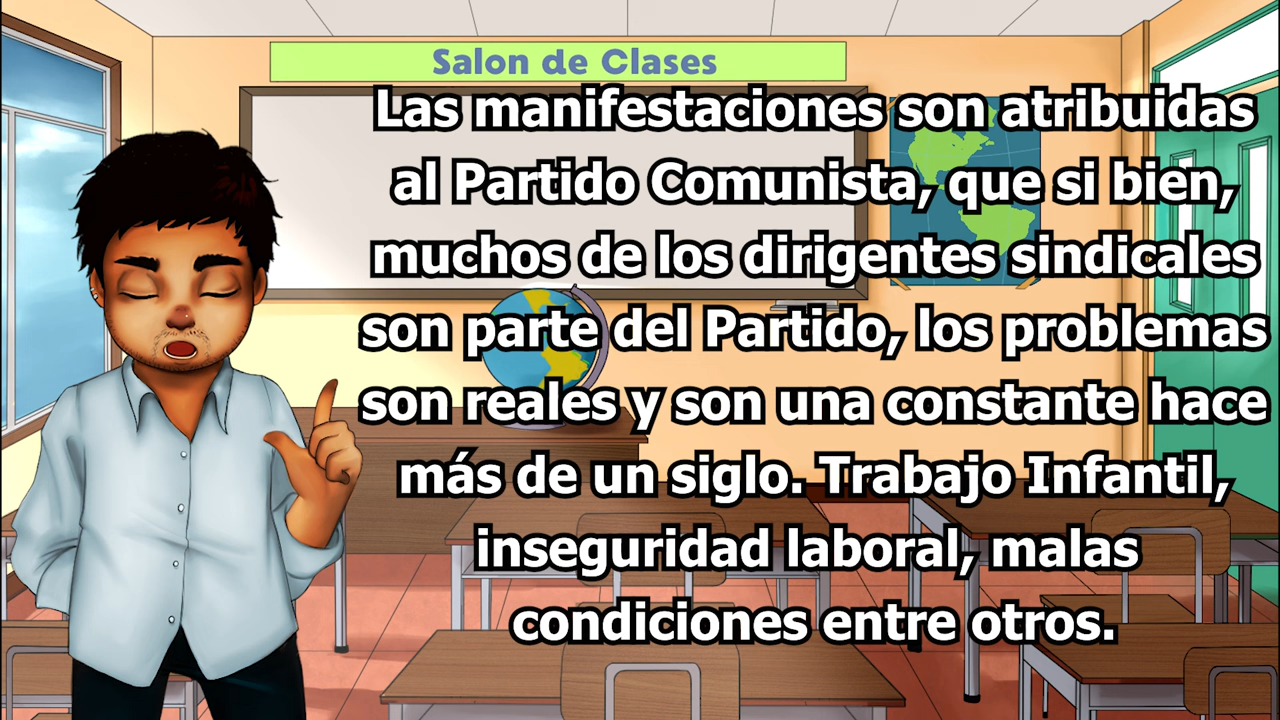 Salon de Clases
Las manifestaciones son atribuidas
al Partido Comunista, que si bien,
muchos de los dirigentes sindicales
son parte del Partido, los problemas
son reales y son una constante hace
más de un siglo. Trabajo Infantil,
inseguridad laboral, malas
condiciones entre otros.